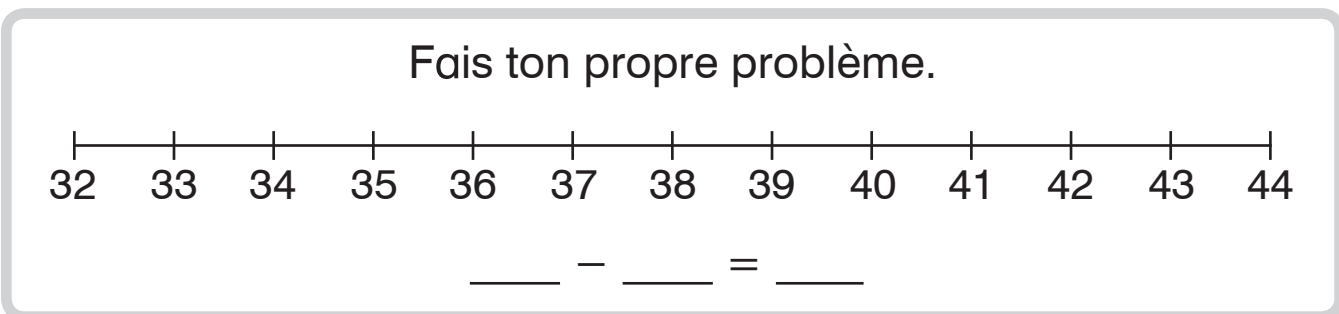 Fais ton propre problème.
32 33 34 35 36 37 38 39 40 41 42 43 44
____ – ____ = ____